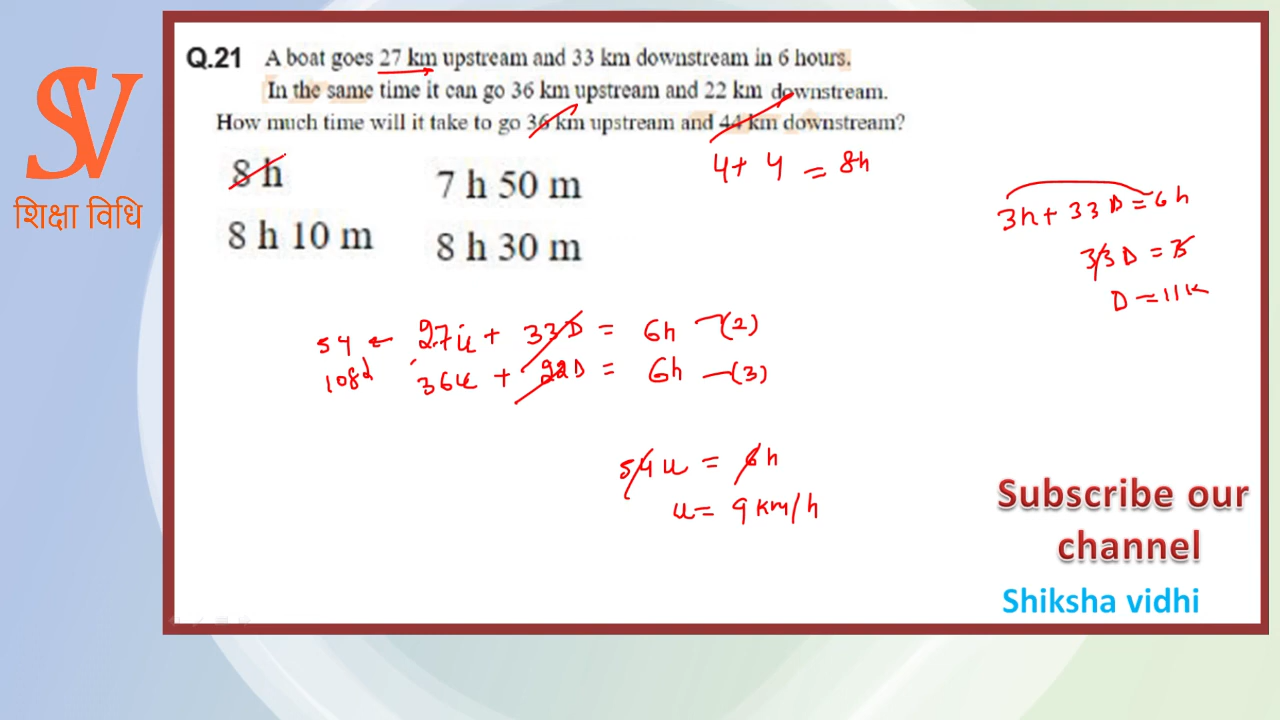 SV
शिक्षा विधि
Q.21 A boat goes 27 km upstream and 33 km downstream in 6 hours.
In the same time it can go 36 km upstream and 22 km downstream.
How much time will it take to go 36 km upstream and 44 km downstream?
4+ 4 = 8h
8 h
7 h 50 m
8 h 10 m
8 h 30 m
3h + 33 D = 6h
33 D = 3
D = 11k
54 ← 27u + 33D = 6h —(2)
108 36u + 22D = 6h —(3)
54 u = 6h
u = 9 km/h
Subscribe our
channel
Shiksha vidhi